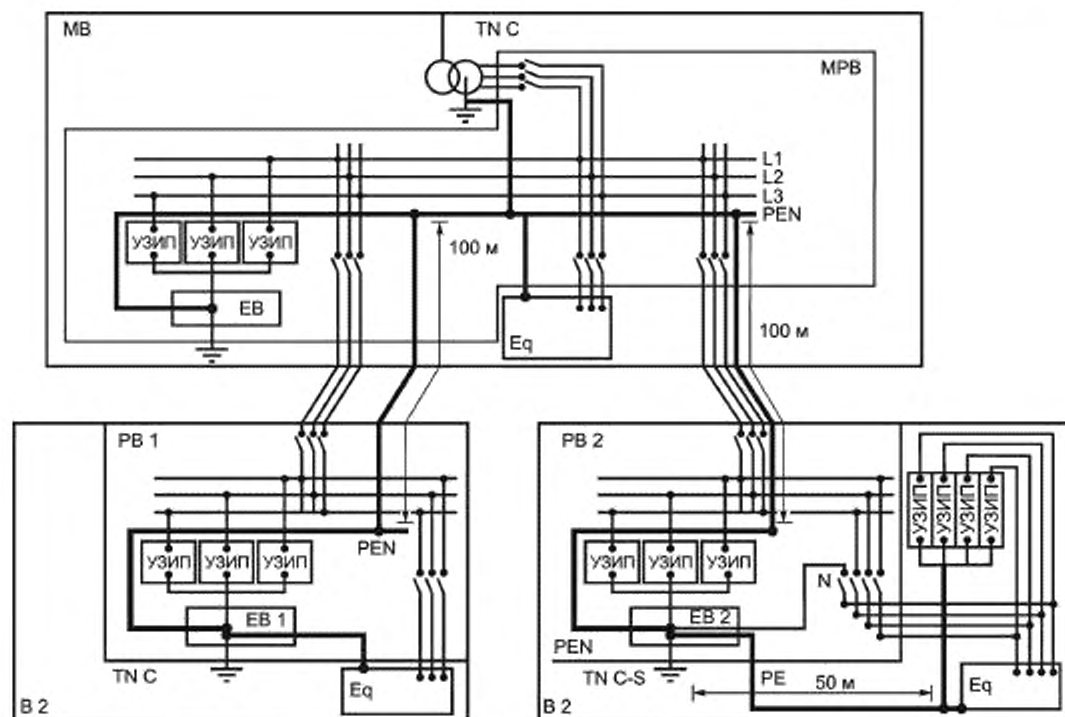 MB
TN C
MPB
L1
L2
L3
PEN
УЗИП УЗИП УЗИП
100 м
EB
Eq
100 м
PB 1
PEN
УЗИП УЗИП УЗИП
EB 1
TN C
Eq
B 2
PB 2
УЗИП УЗИП УЗИП УЗИП
УЗИП УЗИП УЗИП
N
EB 2
PEN
TN C-S
PE
50 м
Eq
B 2